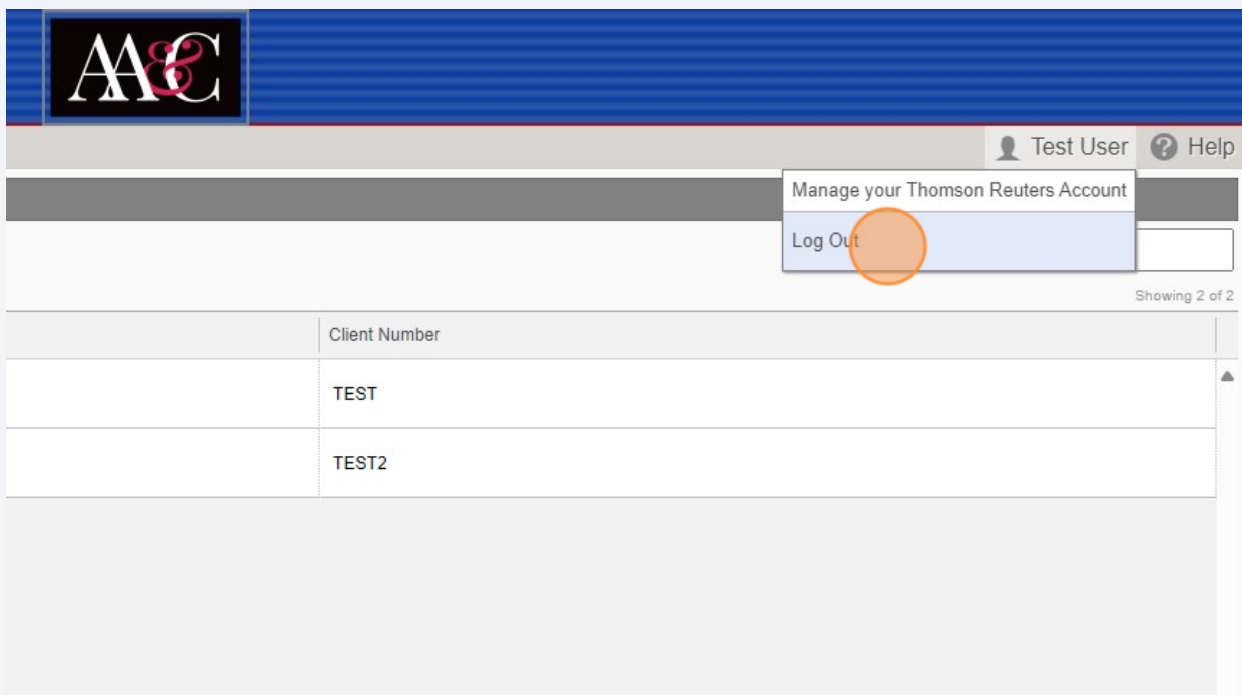 AA&C
Test User Help
Manage your Thomson Reuters Account
Log Out
Showing 2 of 2
Client Number
TEST
TEST2